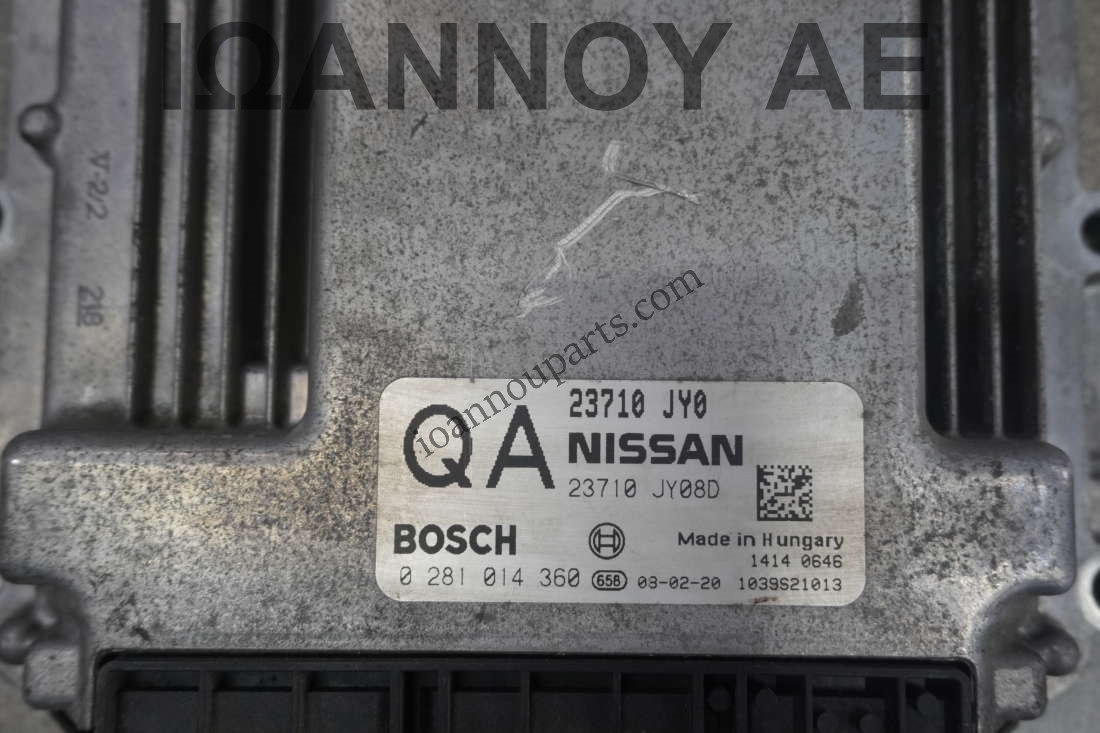 ΙΩΑΝΝΟΥ ΑΕ
V-2/2
218
ioannouparts.com
QA
23710 JY0
NISSAN
23710 JY08D
BOSCH
Made in Hungary
1414 0646
0 281 014 360 658 08-02-20 1039S21013